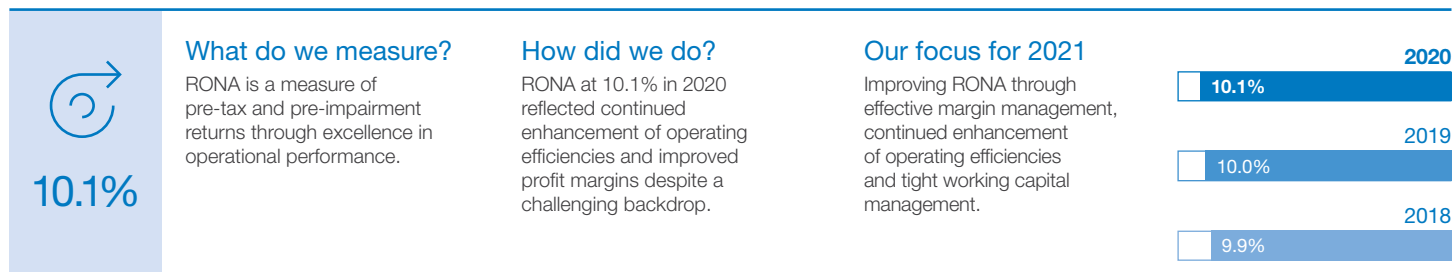 10.1%
What do we measure?
RONA is a measure of
pre-tax and pre-impairment
returns through excellence in
operational performance.
How did we do?
RONA at 10.1% in 2020
reflected continued
enhancement of operating
efficiencies and improved
profit margins despite a
challenging backdrop.
Our focus for 2021
Improving RONA through
effective margin management,
continued enhancement
of operating efficiencies
and tight working capital
management.
2020
10.1%
2019
10.0%
2018
9.9%